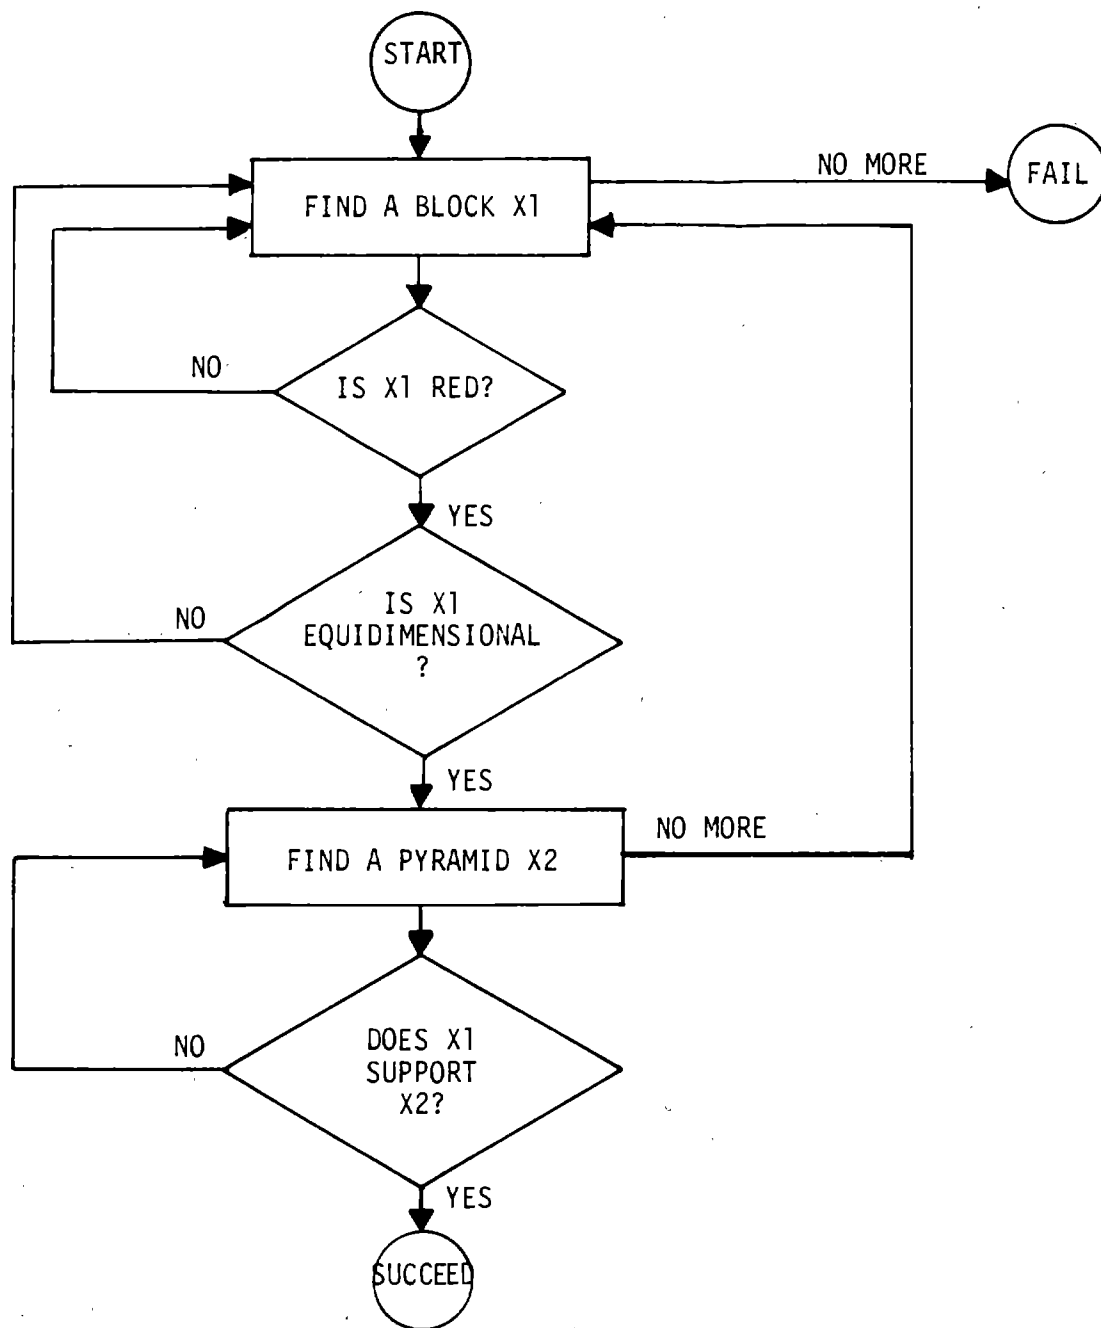 START
NO MORE
FAIL
FIND A BLOCK X1
NO
IS X1 RED?
YES
NO
IS X1
EQUIDIMENSIONAL
?
YES
NO MORE
FIND A PYRAMID X2
NO
DOES X1
SUPPORT
X2?
YES
SUCCEED